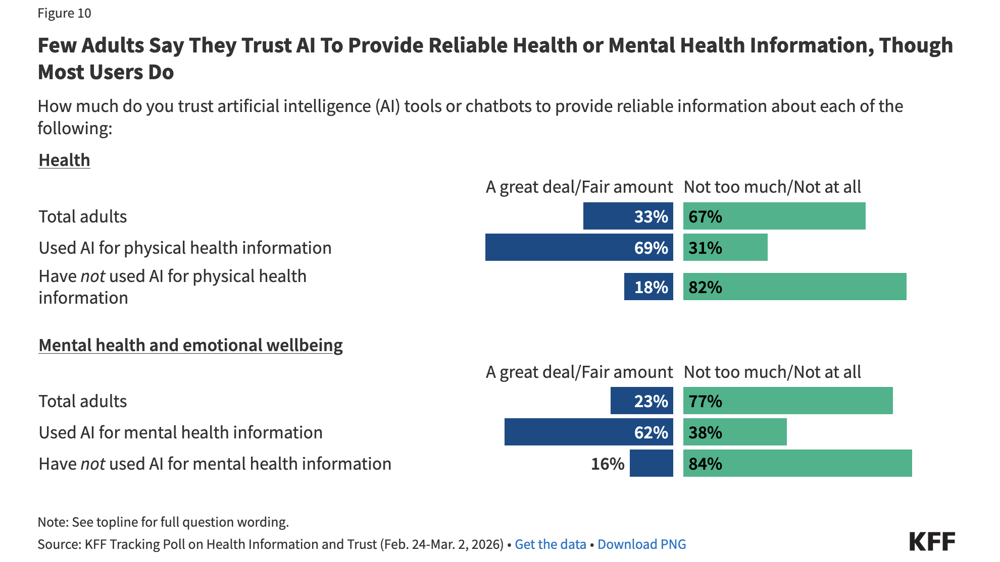 Figure 10
Few Adults Say They Trust AI To Provide Reliable Health or Mental Health Information, Though
Most Users Do
How much do you trust artificial intelligence (AI) tools or chatbots to provide reliable information about each of the
following:
Health
A great deal/Fair amount Not too much/Not at all
Total adults 33% 67%
Used AI for physical health information 69% 31%
Have not used AI for physical health
information 18% 82%
Mental health and emotional wellbeing
A great deal/Fair amount Not too much/Not at all
Total adults 23% 77%
Used AI for mental health information 62% 38%
Have not used AI for mental health information 16% 84%
Note: See topline for full question wording.
Source: KFF Tracking Poll on Health Information and Trust (Feb. 24-Mar. 2, 2026) • Get the data • Download PNG
KFF